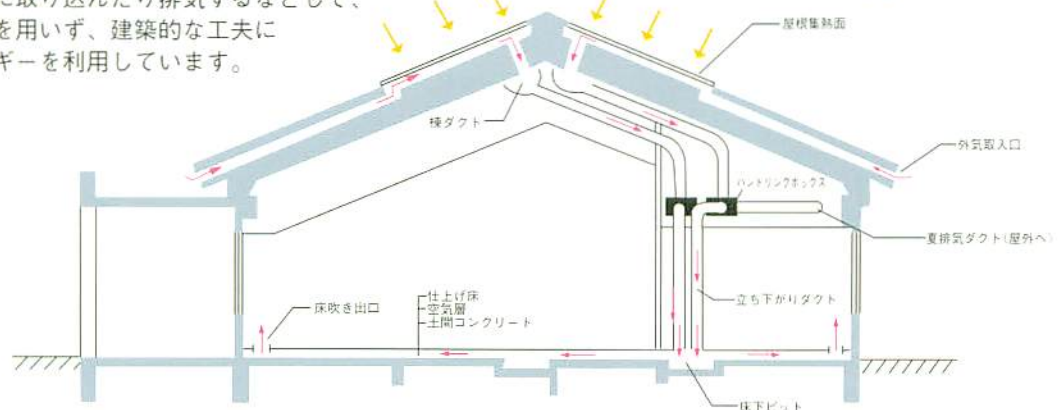 に取り込んだり排気するなどして、
を用いず、建築的な工夫に
ギーを利用しています。
屋根集熱面
棟ダクト
外気取入口
ハンドリングボックス
夏排気ダクト(屋外へ)
立ち下がりダクト
床吹き出口
仕上げ床
空気層
土間コンクリート
床下ピット